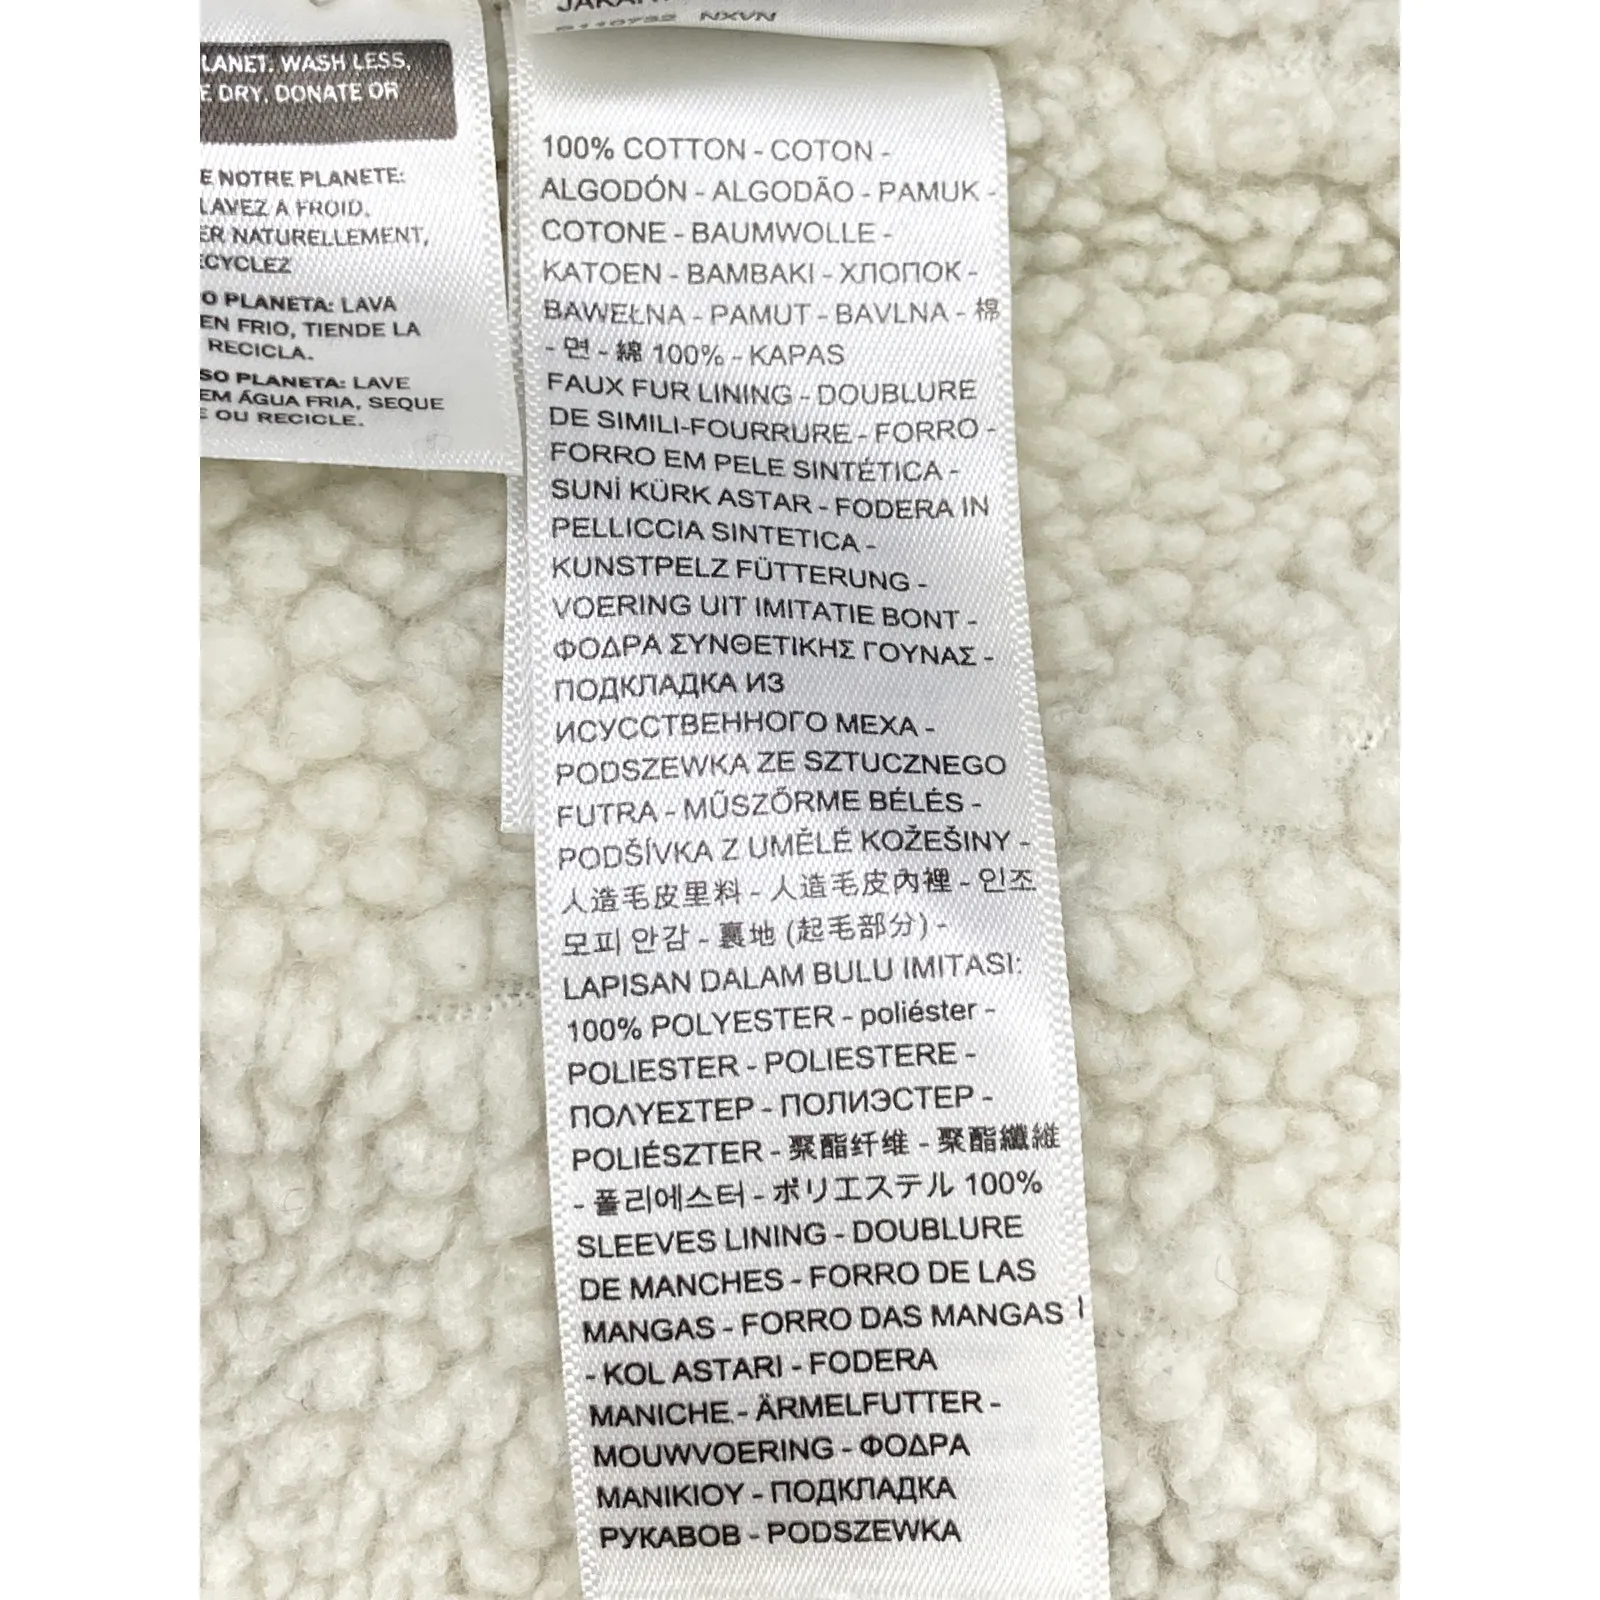 LANET. WASH LESS,
E DRY, DONATE OR
E NOTRE PLANETE:
LAVEZ A FROID,
ER NATURELLEMENT,
ECYCLEZ
O PLANETA: LAVA
EN FRIO, TIENDE LA
RECICLA.
SO PLANETA: LAVE
EM ÁGUA FRIA, SEQUE
E OU RECICLE.
NXVN
100% COTTON - COTON -
ALGODÓN - ALGODÃO - PAMUK -
COTONE - BAUMWOLLE -
KATOEN - BAMBAKI - ХЛОПОК -
BAWEŁNA - PAMUT - BAVLNA - 棉
- 면 - 綿 100% - KAPAS
FAUX FUR LINING - DOUBLURE
DE SIMILI-FOURRURE - FORRO -
FORRO EM PELE SINTÉTICA -
SUNİ KÜRK ASTAR - FODERA IN
PELLICCIA SINTETICA -
KUNSTPELZ FÜTTERUNG -
VOERING UIT IMITATIE BONT -
ΦΟΔΡΑ ΣΥΝΘΕΤΙΚΗΣ ΓΟΥΝΑΣ -
ПОДКЛАДКА ИЗ
ИСУССТВЕННОГО МЕХА -
PODSZEWKA ZE SZTUCZNEGO
FUTRA - MŰSZŐRME BÉLÉS -
PODŠÍVKA Z UMĚLÉ KOŽEŠINY -
人造毛皮里料 - 人造毛皮內裡 - 인조
모피 안감 - 裏地 (起毛部分) -
LAPISAN DALAM BULU IMITASI:
100% POLYESTER - poliéster -
POLIESTER - POLIESTERE -
ΠΟΛΥΕΣΤΕΡ - ПОЛИЭСТЕР -
POLIÉSZTER - 聚酯纤维 - 聚酯纖維
- 폴리에스터 - ポリエステル 100%
SLEEVES LINING - DOUBLURE
DE MANCHES - FORRO DE LAS
MANGAS - FORRO DAS MANGAS
- KOL ASTARI - FODERA
MANICHE - ÄRMELFUTTER -
MOUWVOERING - ΦΟΔΡΑ
ΜΑΝΙΚΙΟΥ - ПОДКЛАДКА
РУКАВОВ - PODSZEWKA